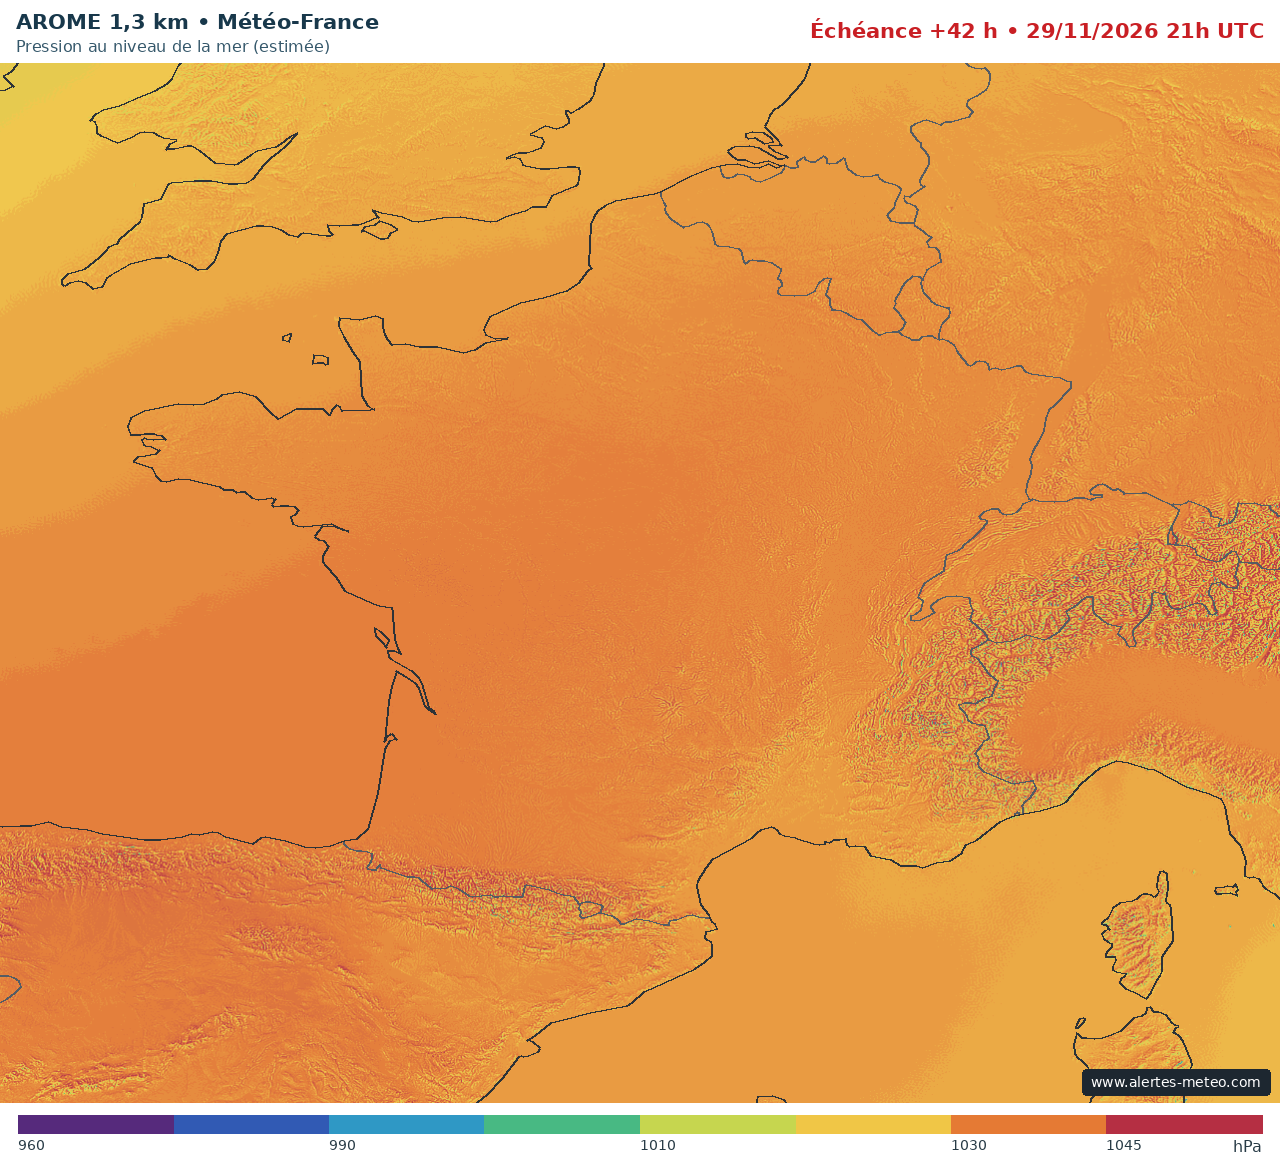 AROME 1,3 km • Météo-France
Pression au niveau de la mer (estimée)
Échéance +42 h • 29/11/2026 21h UTC
www.alertes-meteo.com
960 990 1010 1030 1045 hPa